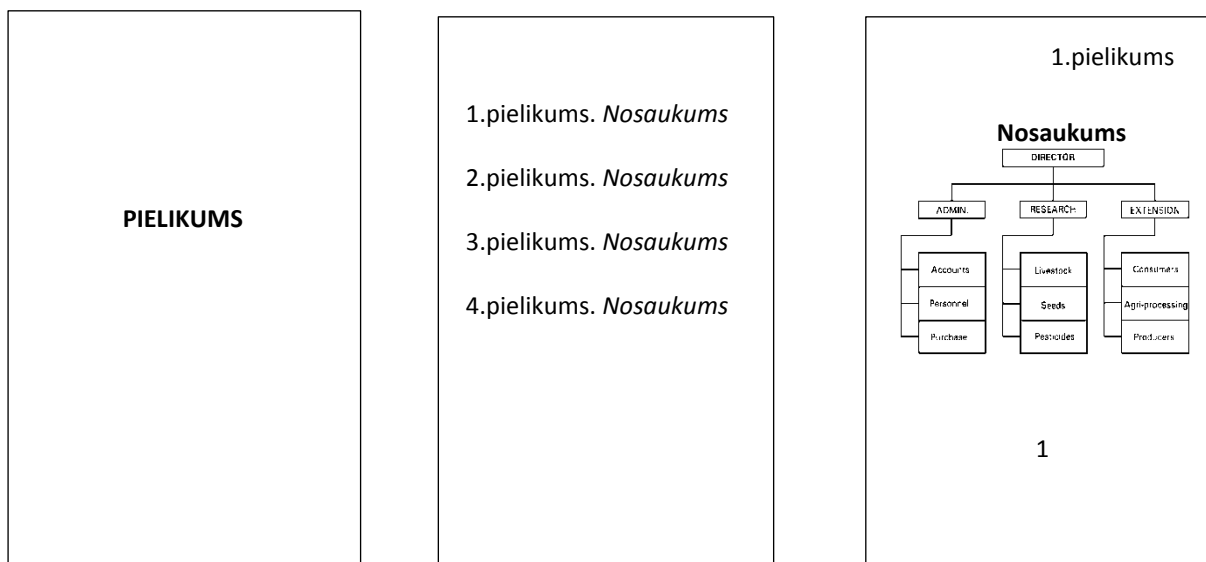 PIELIKUMS
1.pielikums. Nosaukums
2.pielikums. Nosaukums
3.pielikums. Nosaukums
4.pielikums. Nosaukums
1.pielikums
Nosaukums
DIRECTOR
ADMIN. RESEARCH EXTENSION
Accounts Livestock Consumers
Personnel Seeds Agri-processing
Purchase Pesticides Producers
1